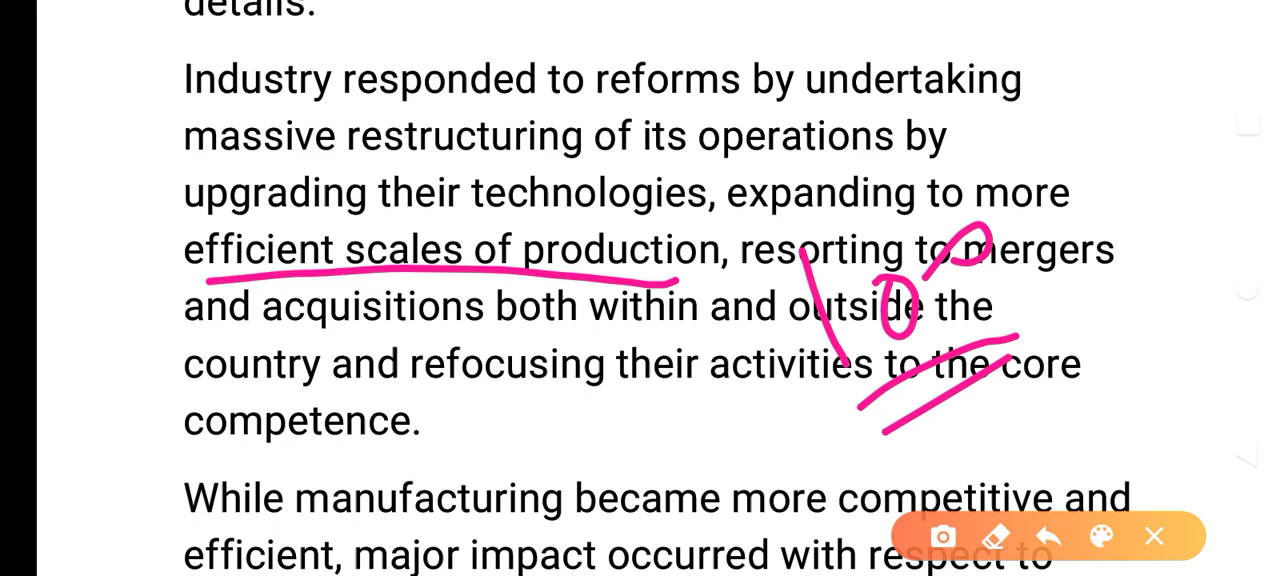 details.
Industry responded to reforms by undertaking
massive restructuring of its operations by
upgrading their technologies, expanding to more
efficient scales of production, resorting to mergers
and acquisitions both within and outside the
country and refocusing their activities to the core
competence.
While manufacturing became more competitive and
efficient, major impact occurred with respect to